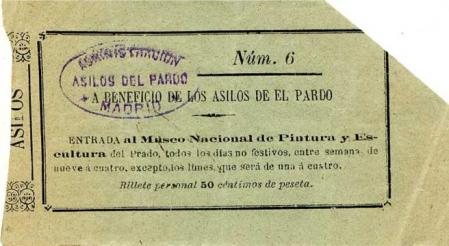 Núm. 6
ADMINISTRACIÓN
ASILOS DEL PARDO
MADRID
A BENEFICIO DE LOS ASILOS DE EL PARDO
ASILOS
ENTRADA al Museo Nacional de Pintura y Es-
cultura del Prado, todos los dias no festivos, entre semana, de
nueve á cuatro, excepto los lunes, que será de una á cuatro.
Billete personal 50 céntimos de peseta.